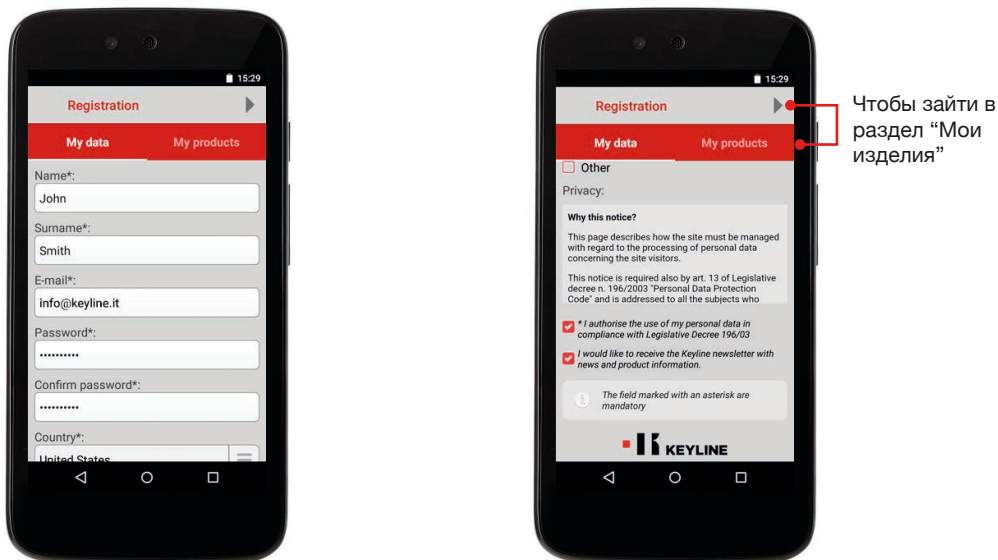 15:29
Registration
My data
My products
Name*:
John
Surname*:
Smith
E-mail*:
info@keyline.it
Password*:
••••••••••
Confirm password*:
••••••••••
Country*:
United States
15:29
Registration
My data
My products
Other
Privacy:
Why this notice?
This page describes how the site must be managed
with regard to the processing of personal data
concerning the site visitors.
This notice is required also by art. 13 of Legislative
decree n. 196/2003 "Personal Data Protection
Code" and is addressed to all the subjects who
* I authorise the use of my personal data in
compliance with Legislative Decree 196/03
I would like to receive the Keyline newsletter with
news and product information.
The field marked with an asterisk are
mandatory
KEYLINE
Чтобы зайти в
раздел “Мои
изделия”